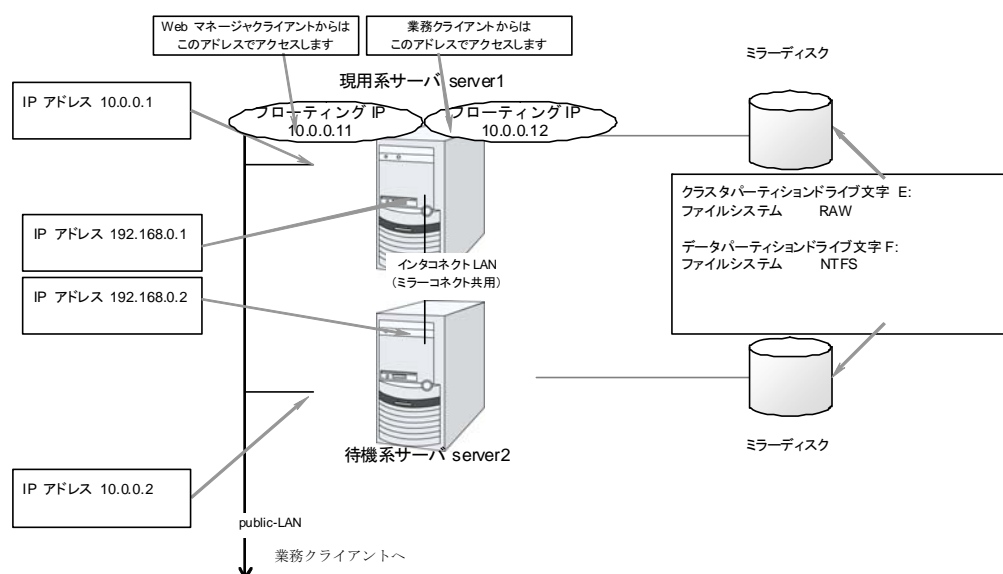 Web マネージャクライアントからは
このアドレスでアクセスします
業務クライアントからは
このアドレスでアクセスします
ミラーディスク
現用系サーバ server1
IP アドレス 10.0.0.1
フローティング IP
10.0.0.11
フローティング IP
10.0.0.12
クラスタパーティションドライブ文字 E:
ファイルシステム RAW
データパーティションドライブ文字 F:
ファイルシステム NTFS
IP アドレス 192.168.0.1
インタコネクト LAN
（ミラーコネクト共用）
IP アドレス 192.168.0.2
ミラーディスク
待機系サーバ server2
IP アドレス 10.0.0.2
public-LAN
業務クライアントへ